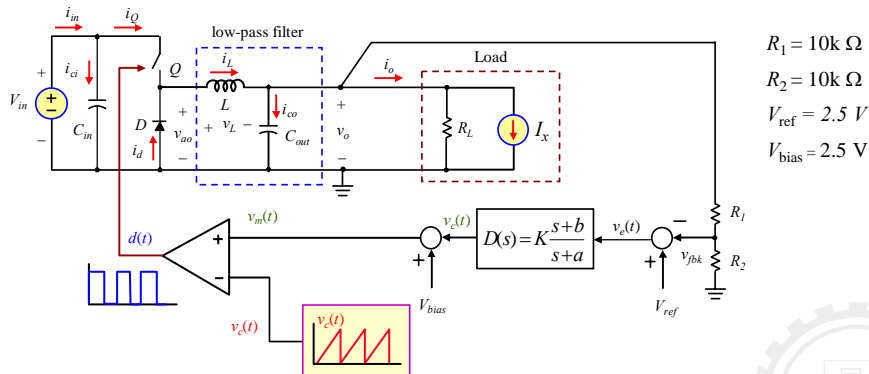 low-pass filter
Load
i_in
i_Q
i_ci
Q
V_in
C_in
D
i_d
v_ao
i_L
L
+ v_L −
i_co
C_out
v_o
i_o
R_L
I_x
R_1 = 10k Ω
R_2 = 10k Ω
V_ref = 2.5 V
V_bias = 2.5 V
d(t)
v_m(t)
v_c(t)
D(s) = K (s+b)/(s+a)
v_e(t)
v_fbk
R_1
R_2
V_bias
V_ref
v_c(t)
v_c(t)